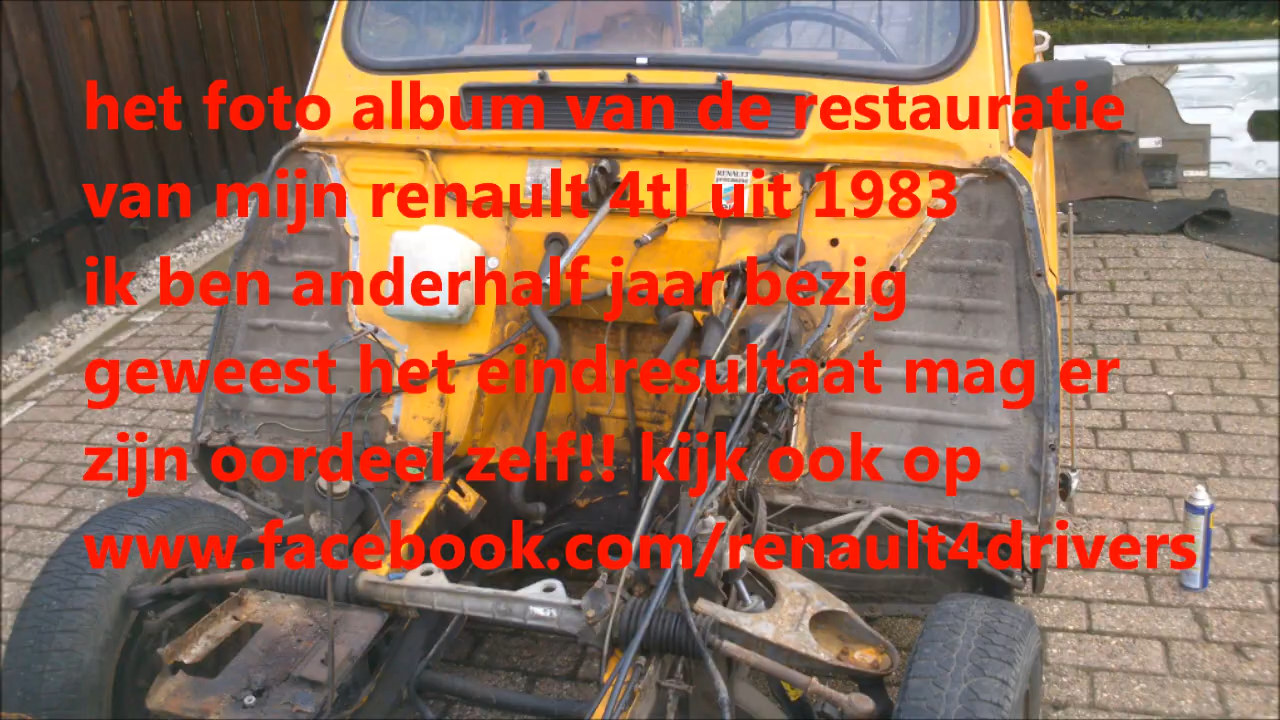 het foto album van de restauratie
van mijn renault 4tl uit 1983
ik ben anderhalf jaar bezig
geweest het eindresultaat mag er
zijn oordeel zelf!! kijk ook op
www.facebook.com/renault4drivers
RENAULT